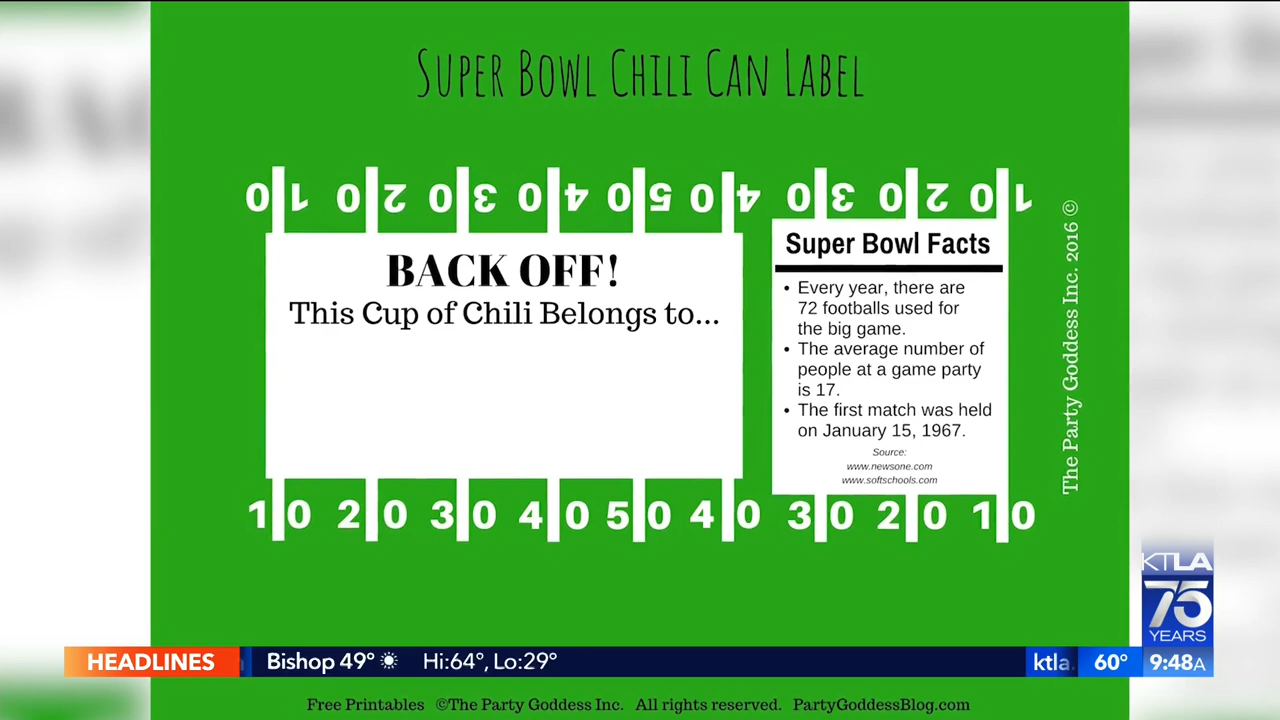 SUPER BOWL CHILI CAN LABEL
0 1 0 2 0 3 0 4 0 5 0 4 0 3 0 2 0 1
BACK OFF!
This Cup of Chili Belongs to...
Super Bowl Facts
• Every year, there are
72 footballs used for
the big game.
• The average number of
people at a game party
is 17.
• The first match was held
on January 15, 1967.
Source:
www.newsone.com
www.softschools.com
1 0 2 0 3 0 4 0 5 0 4 0 3 0 2 0 1 0
The Party Goddess Inc. 2016 ©
KTLA
75
YEARS
HEADLINES
Bishop 49° Hi:64°, Lo:29°
ktla.
60°
9:48A
Free Printables ©The Party Goddess Inc. All rights reserved. PartyGoddessBlog.com